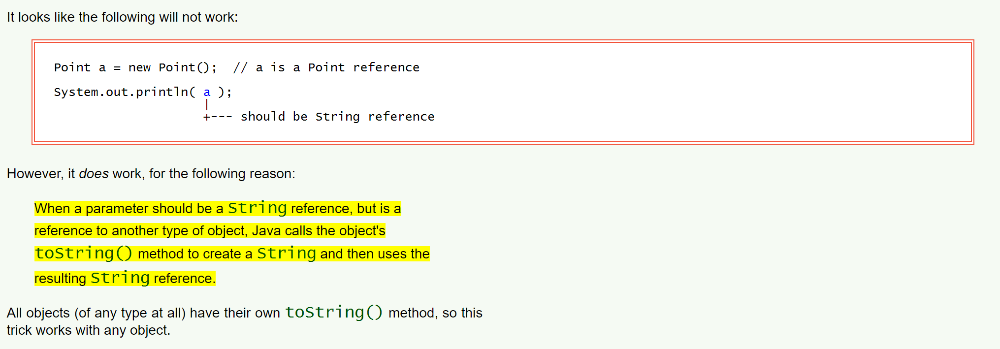 It looks like the following will not work:
Point a = new Point();  // a is a Point reference
System.out.println( a );
                    |
                    +--- should be String reference
However, it does work, for the following reason:
When a parameter should be a String reference, but is a
reference to another type of object, Java calls the object's
toString() method to create a String and then uses the
resulting String reference.
All objects (of any type at all) have their own toString() method, so this
trick works with any object.